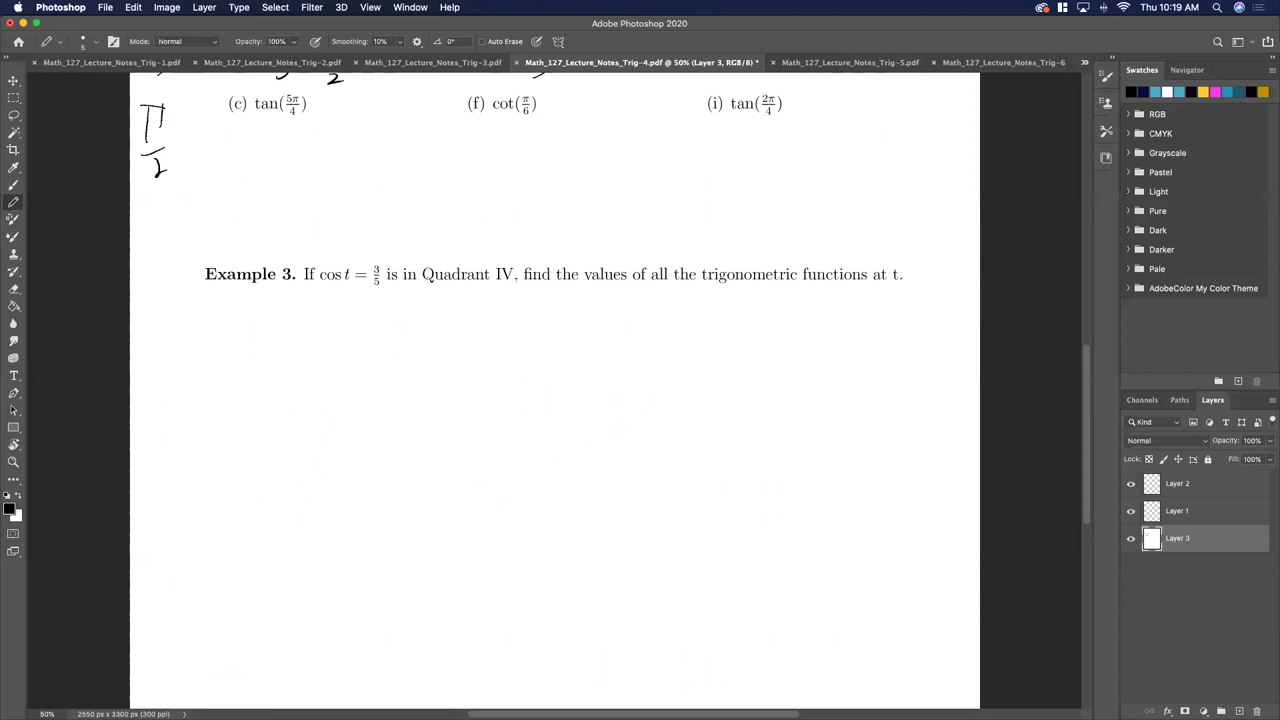 Photoshop File Edit Image Layer Type Select Filter 3D View Window Help Thu 10:19 AM
Adobe Photoshop 2020
5 Mode: Normal Opacity: 100% Smoothing: 10% 0° Auto Erase
Math_127_Lecture_Notes_Trig-1.pdf Math_127_Lecture_Notes_Trig-2.pdf Math_127_Lecture_Notes_Trig-3.pdf Math_127_Lecture_Notes_Trig-4.pdf @ 50% (Layer 3, RGB/8) * Math_127_Lecture_Notes_Trig-5.pdf Math_127_Lecture_Notes_Trig-6
2
(c) tan(5π/4) (f) cot(π/6) (i) tan(2π/4)
π/2
Example 3. If cos t = 3/5 is in Quadrant IV, find the values of all the trigonometric functions at t.
Swatches Navigator
RGB
CMYK
Grayscale
Pastel
Light
Pure
Dark
Darker
Pale
AdobeColor My Color Theme
Channels Paths Layers
Kind
Normal Opacity: 100%
Lock: Fill: 100%
Layer 2
Layer 1
Layer 3
50% 2550 px x 3300 px (300 ppi)